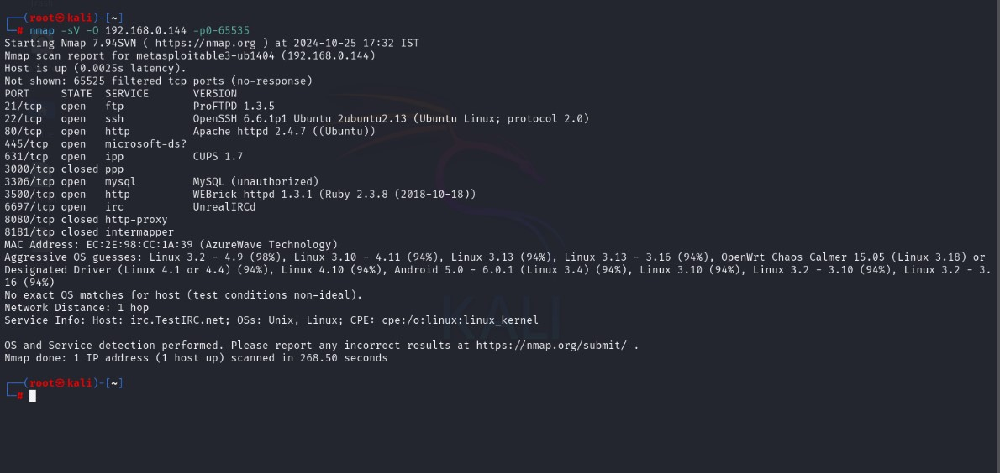 ┌──(root㉿kali)-[~]
└─# nmap -sV -O 192.168.0.144 -p0-65535
Starting Nmap 7.94SVN ( https://nmap.org ) at 2024-10-25 17:32 IST
Nmap scan report for metasploitable3-ub1404 (192.168.0.144)
Host is up (0.0025s latency).
Not shown: 65525 filtered tcp ports (no-response)
PORT     STATE  SERVICE       VERSION
21/tcp   open   ftp           ProFTPD 1.3.5
22/tcp   open   ssh           OpenSSH 6.6.1p1 Ubuntu 2ubuntu2.13 (Ubuntu Linux; protocol 2.0)
80/tcp   open   http          Apache httpd 2.4.7 ((Ubuntu))
445/tcp  open   microsoft-ds?
631/tcp  open   ipp           CUPS 1.7
3000/tcp closed ppp
3306/tcp open   mysql         MySQL (unauthorized)
3500/tcp open   http          WEBrick httpd 1.3.1 (Ruby 2.3.8 (2018-10-18))
6697/tcp open   irc           UnrealIRCd
8080/tcp closed http-proxy
8181/tcp closed intermapper
MAC Address: EC:2E:98:CC:1A:39 (AzureWave Technology)
Aggressive OS guesses: Linux 3.2 - 4.9 (98%), Linux 3.10 - 4.11 (94%), Linux 3.13 (94%), Linux 3.13 - 3.16 (94%), OpenWrt Chaos Calmer 15.05 (Linux 3.18) or
Designated Driver (Linux 4.1 or 4.4) (94%), Linux 4.10 (94%), Android 5.0 - 6.0.1 (Linux 3.4) (94%), Linux 3.10 (94%), Linux 3.2 - 3.10 (94%), Linux 3.2 - 3.
16 (94%)
No exact OS matches for host (test conditions non-ideal).
Network Distance: 1 hop
Service Info: Host: irc.TestIRC.net; OSs: Unix, Linux; CPE: cpe:/o:linux:linux_kernel
KALI
OS and Service detection performed. Please report any incorrect results at https://nmap.org/submit/ .
Nmap done: 1 IP address (1 host up) scanned in 268.50 seconds
┌──(root㉿kali)-[~]
└─#